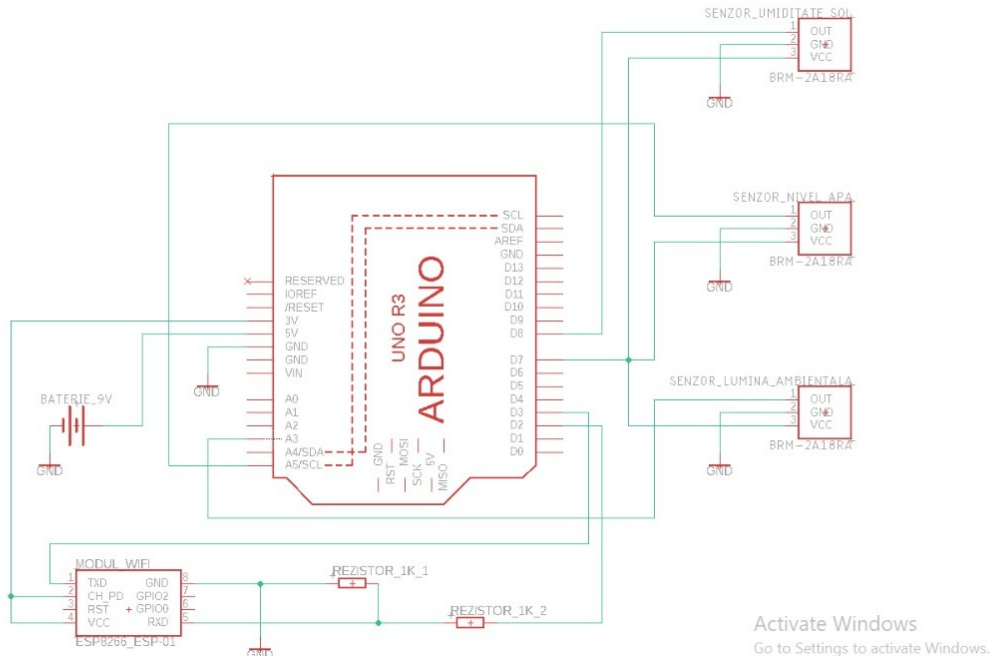 SENZOR_UMIDITATE_SOL
1 OUT
2 GND
3 VCC
BRM-2A18RA
GND
SENZOR_NIVEL_APA
1 OUT
2 GND
3 VCC
BRM-2A18RA
GND
SENZOR_LUMINA_AMBIENTALA
1 OUT
2 GND
3 VCC
BRM-2A18RA
GND
RESERVED
IOREF
/RESET
3V
5V
GND
GND
VIN
A0
A1
A2
A3
A4/SDA
A5/SCL
UNO R3
ARDUINO
SCL
SDA
AREF
GND
D13
D12
D11
D10
D9
D8
D7
D6
D5
D4
D3
D2
D1
D0
GND
RST
MOSI
SCK
5V
MISO
GND
BATERIE_9V
GND
MODUL_WIFI
1 TXD GND 8
2 CH_PD GPIO2 7
3 RST GPIO0 6
4 VCC RXD 5
ESP8266_ESP-01
REZISTOR_1K_1
REZISTOR_1K_2
GND
Activate Windows
Go to Settings to activate Windows.